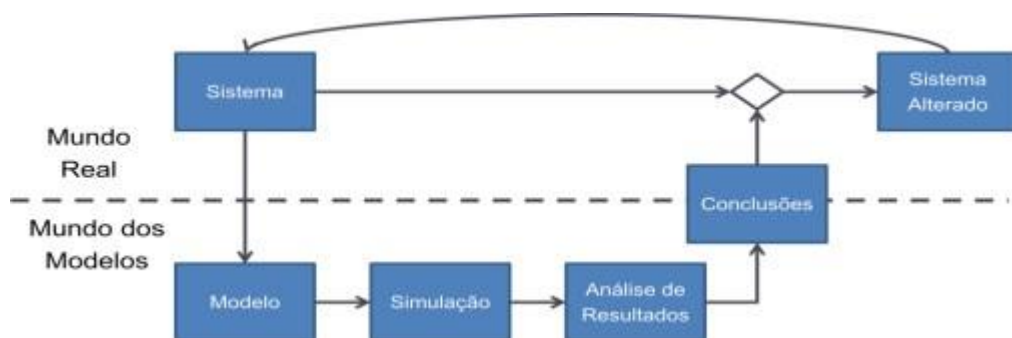 Sistema
Sistema
Alterado
Mundo
Real
Conclusões
Mundo dos
Modelos
Modelo
Simulação
Análise de
Resultados